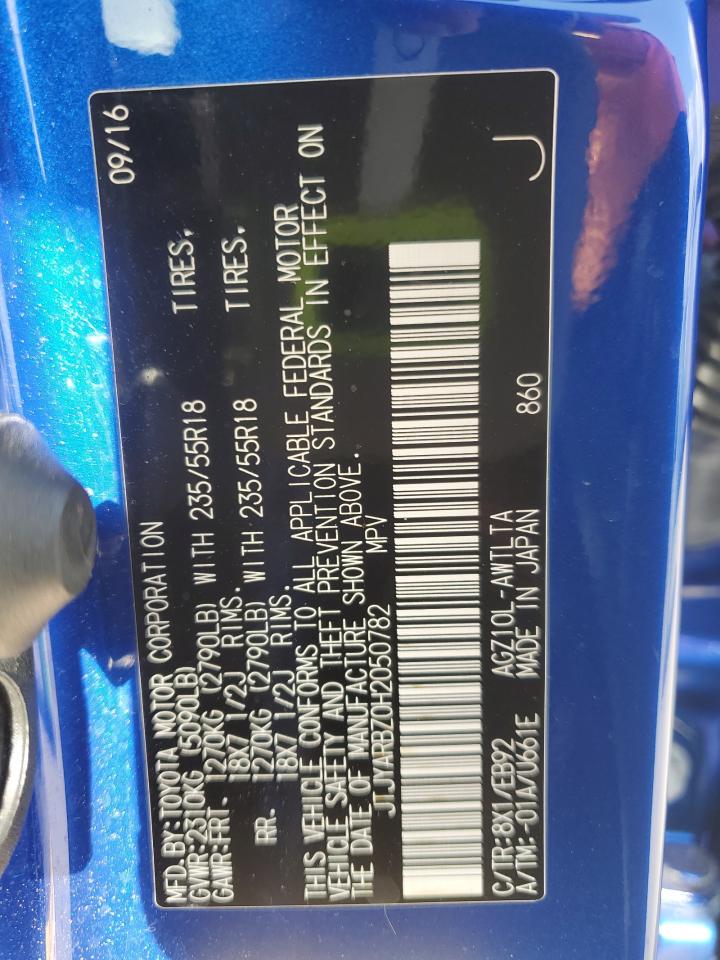 MFD.BY:TOYOTA MOTOR CORPORATION 09/16
GVWR:2310KG (5090LB)
GAWR:FRT. 1270KG (2790LB) WITH 235/55R18 TIRES,
18X7 1/2J RIMS.
RR. 1270KG (2790LB) WITH 235/55R18 TIRES,
18X7 1/2J RIMS.
THIS VEHICLE CONFORMS TO ALL APPLICABLE FEDERAL MOTOR
VEHICLE SAFETY AND THEFT PREVENTION STANDARDS IN EFFECT ON
THE DATE OF MANUFACTURE SHOWN ABOVE.
JTJYARBZ0H2050782 MPV
C/TR:8X1/EB92 AGZ10L-AWTLTA 860 J
A/TM:-01A/U661E MADE IN JAPAN